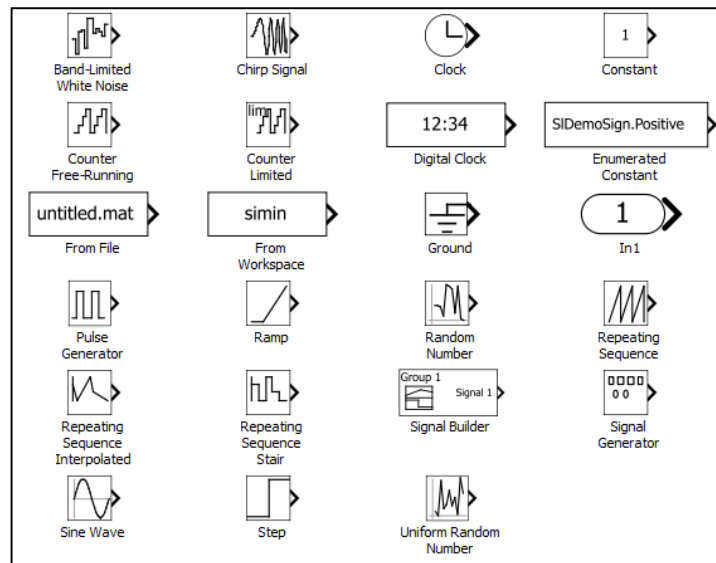 1
Band-Limited
White Noise
Chirp Signal
Clock
Constant
lim
12:34
SlDemoSign.Positive
Counter
Free-Running
Counter
Limited
Digital Clock
Enumerated
Constant
untitled.mat
simin
1
From File
From
Workspace
Ground
In1
Pulse
Generator
Ramp
Random
Number
Repeating
Sequence
Group 1
Signal 1
Repeating
Sequence
Interpolated
Repeating
Sequence
Stair
Signal Builder
Signal
Generator
Sine Wave
Step
Uniform Random
Number